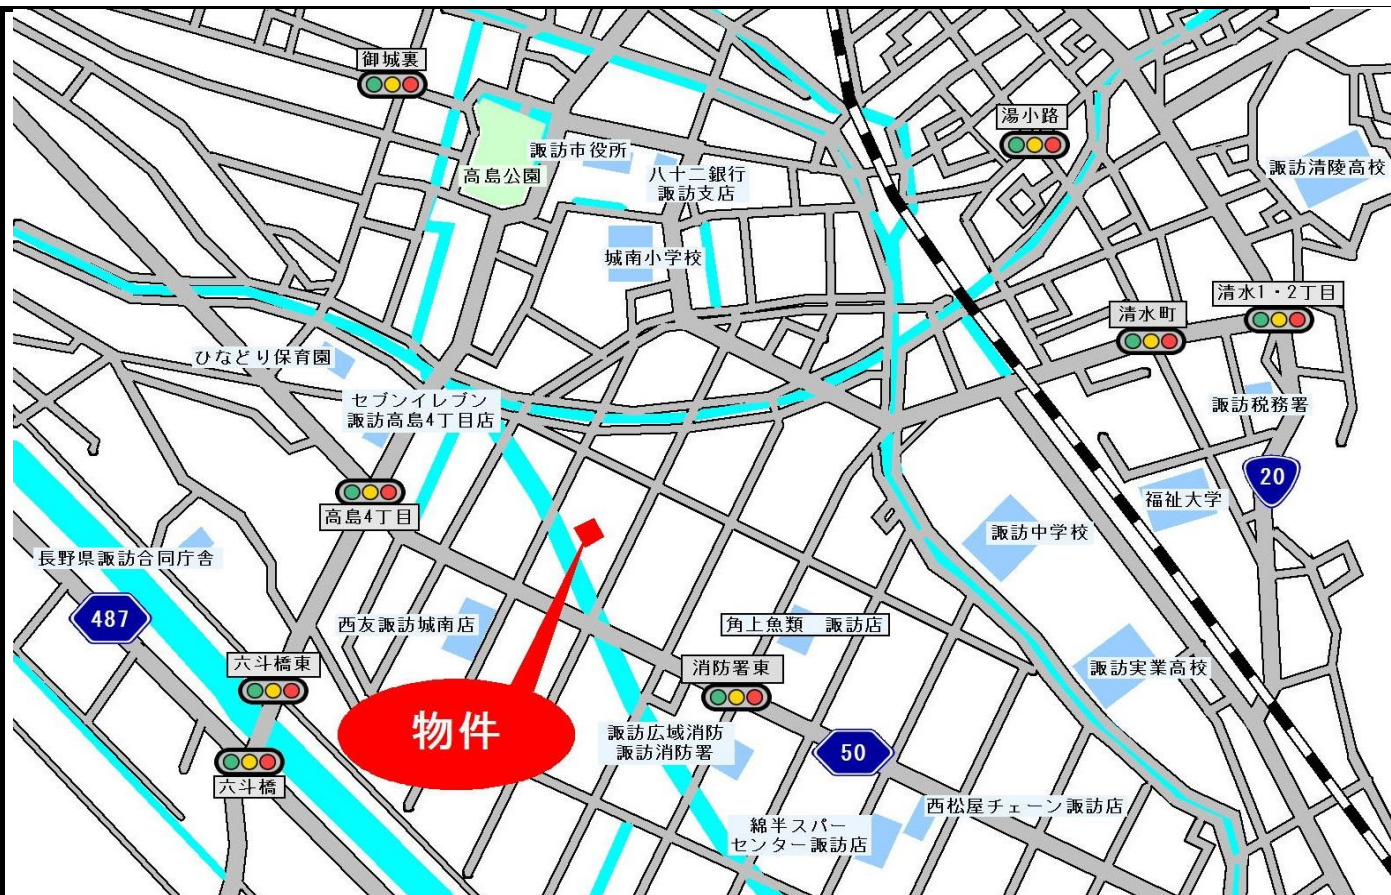 御城裏
湯小路
諏訪市役所
高島公園
八十二銀行
諏訪支店
諏訪清陵高校
城南小学校
清水1・2丁目
清水町
ひなどり保育園
セブンイレブン
諏訪高島4丁目店
諏訪税務署
20
高島4丁目
福祉大学
諏訪中学校
長野県諏訪合同庁舎
487
西友諏訪城南店
角上魚類 諏訪店
六斗橋東
消防署東
諏訪実業高校
物件
諏訪広域消防
諏訪消防署
50
六斗橋
西松屋チェーン諏訪店
綿半スパー
センター諏訪店